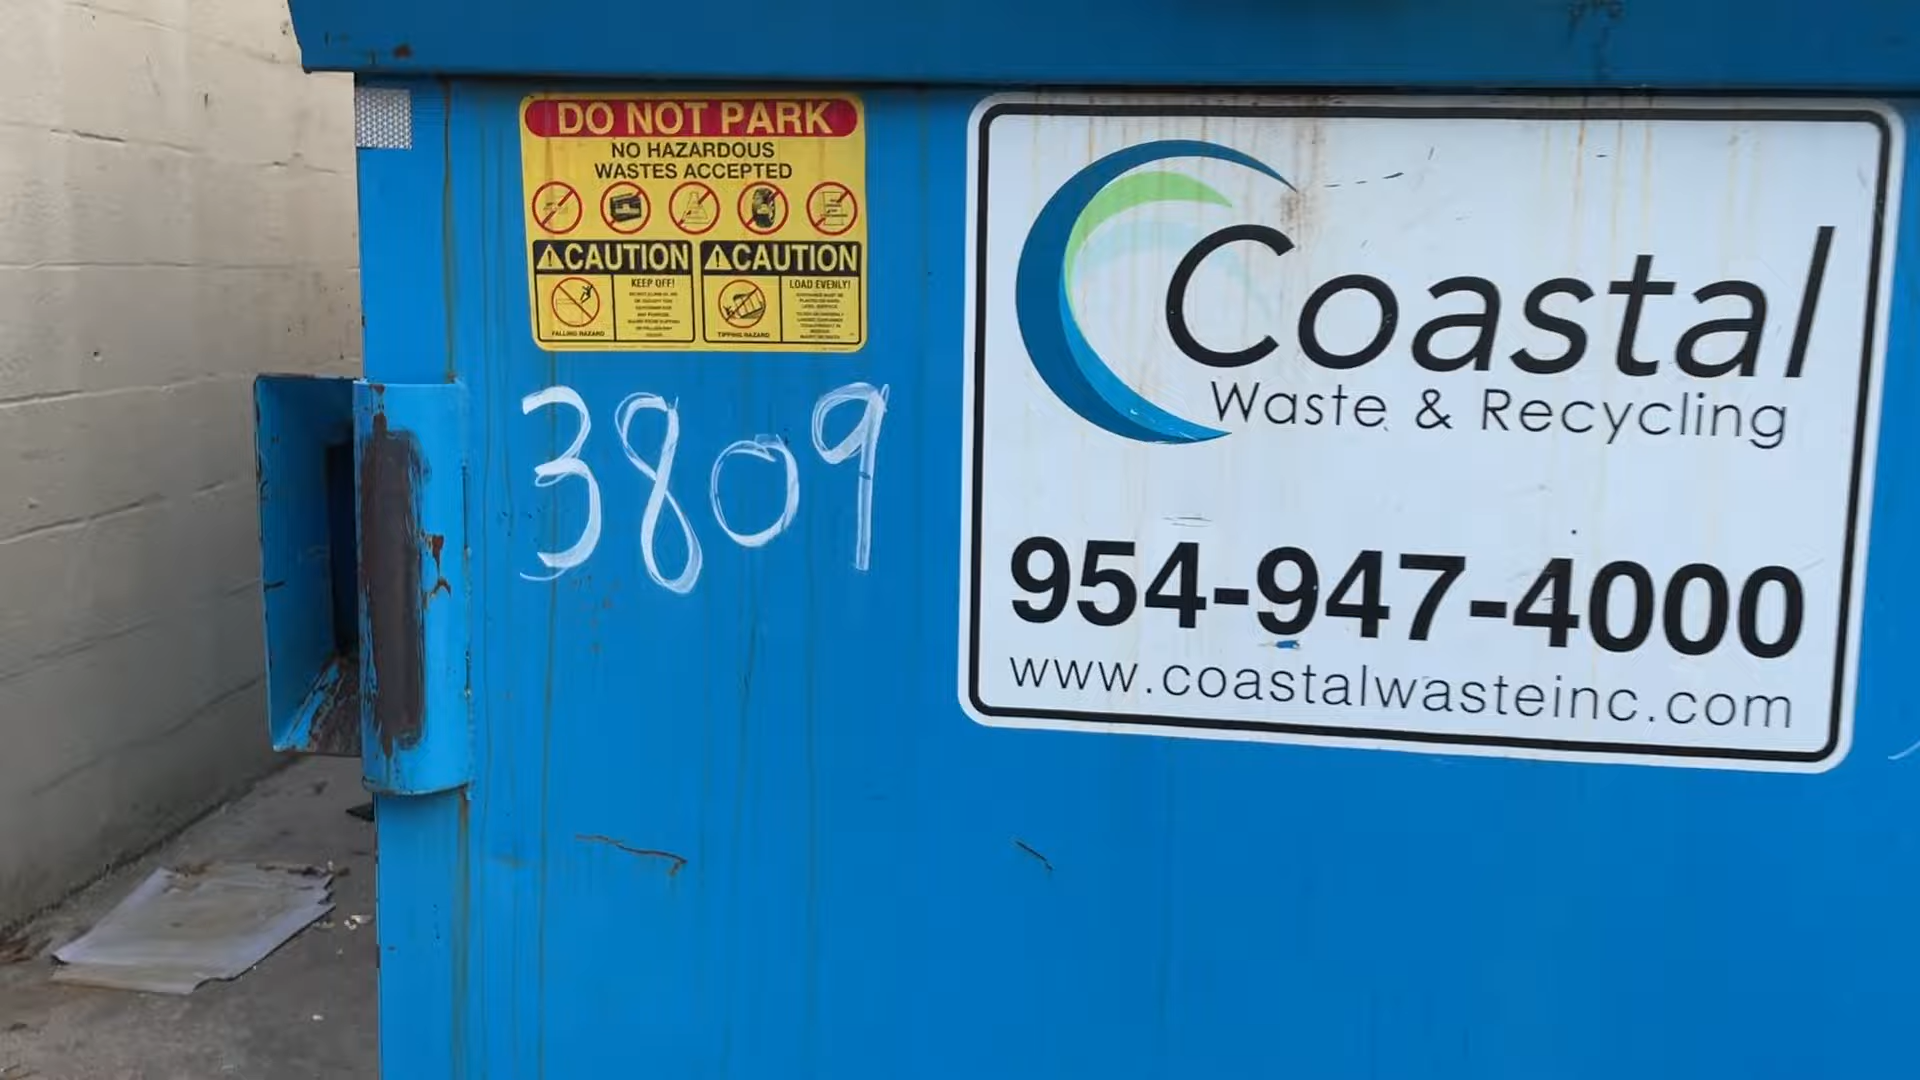 DO NOT PARK
NO HAZARDOUS
WASTES ACCEPTED
CAUTION
KEEP OFF!
FALLING HAZARD
CAUTION
LOAD EVENLY!
TIPPING HAZARD
3809
Coastal
Waste & Recycling
954-947-4000
www.coastalwasteinc.com